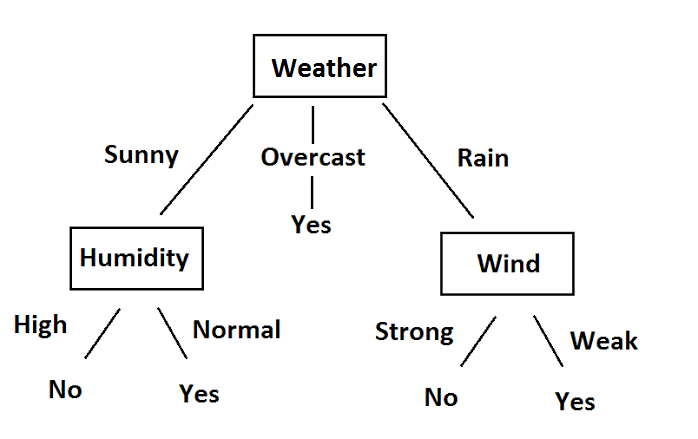 Weather
Sunny
Overcast
Rain
Yes
Humidity
Wind
High
Normal
Strong
Weak
No
Yes
No
Yes